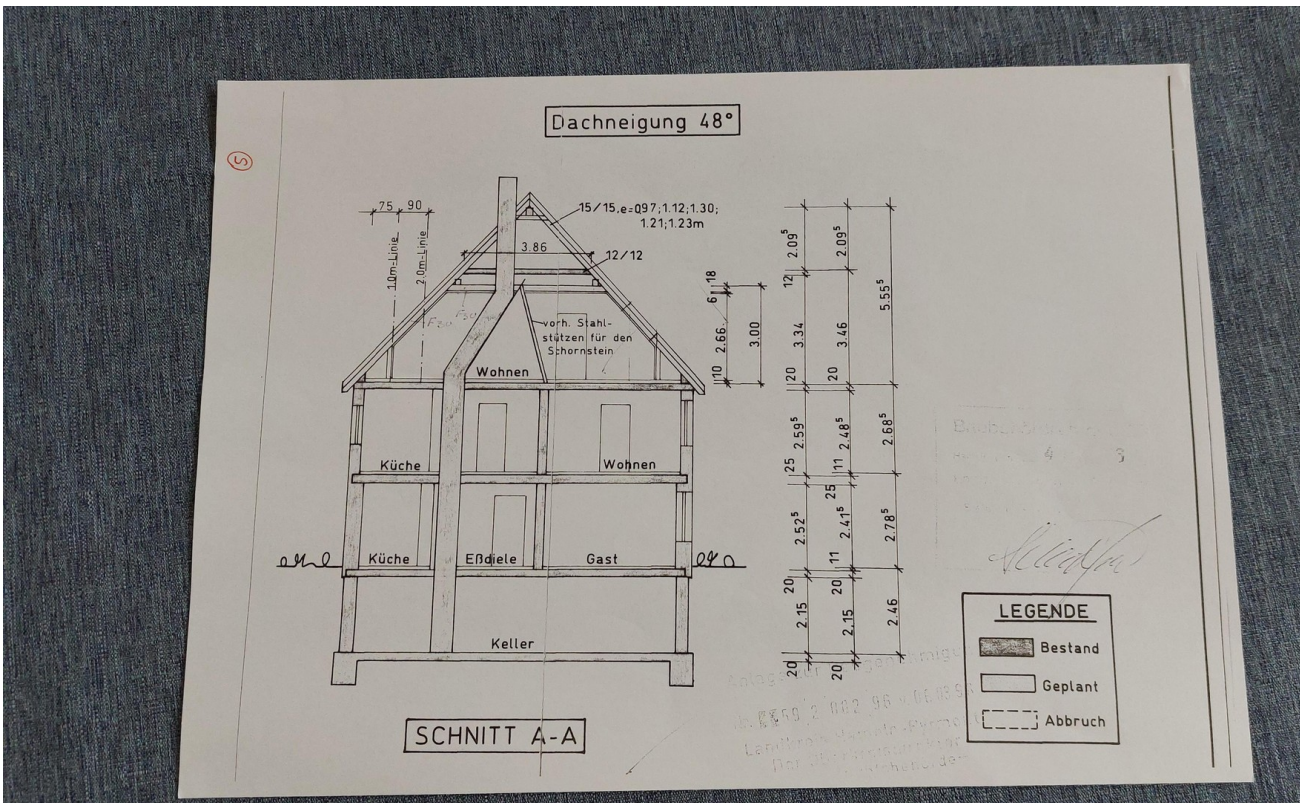 Dachneigung 48°
5
75 90
1.0m-Linie
2.0m-Linie
15/15,e=0.97;1.12;1.30;
1.21;1.23m
3.86
12/12
F30 F30
vorh. Stahl-
stützen für den
Schornstein
Wohnen
Küche
Wohnen
Küche Eßdiele Gast
Keller
18
6
2.66
10
3.00
2.09⁵
12
3.34
20
2.59⁵
25
2.52⁵
20
2.15
20
2.09⁵
3.46
20
2.48⁵
11
25
2.41⁵
11
20
2.15
20
5.55⁵
2.68⁵
2.78⁵
2.46
LEGENDE
Bestand
Geplant
Abbruch
SCHNITT A-A